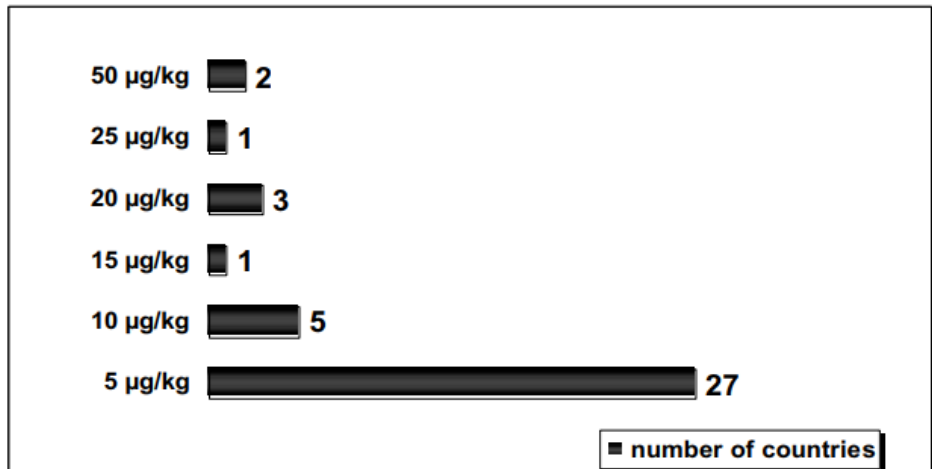 50 µg/kg 2
25 µg/kg 1
20 µg/kg 3
15 µg/kg 1
10 µg/kg 5
5 µg/kg 27
number of countries